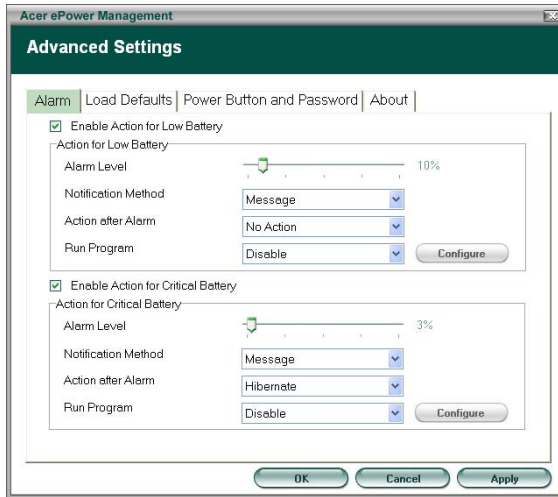 Acer ePower Management
Advanced Settings
Alarm Load Defaults Power Button and Password About
Enable Action for Low Battery
Action for Low Battery
Alarm Level 10%
Notification Method Message
Action after Alarm No Action
Run Program Disable Configure
Enable Action for Critical Battery
Action for Critical Battery
Alarm Level 3%
Notification Method Message
Action after Alarm Hibernate
Run Program Disable Configure
OK Cancel Apply